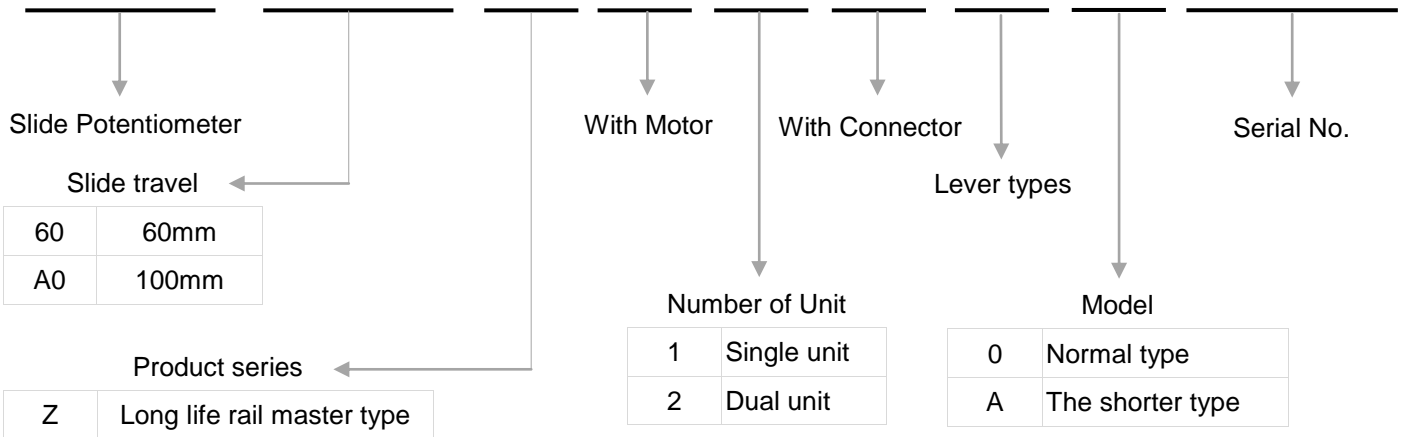 Slide Potentiometer
With Motor
With Connector
Serial No.
Slide travel
Lever types
60 60mm
A0 100mm
Number of Unit
Model
1 Single unit
0 Normal type
Product series
2 Dual unit
A The shorter type
Z Long life rail master type